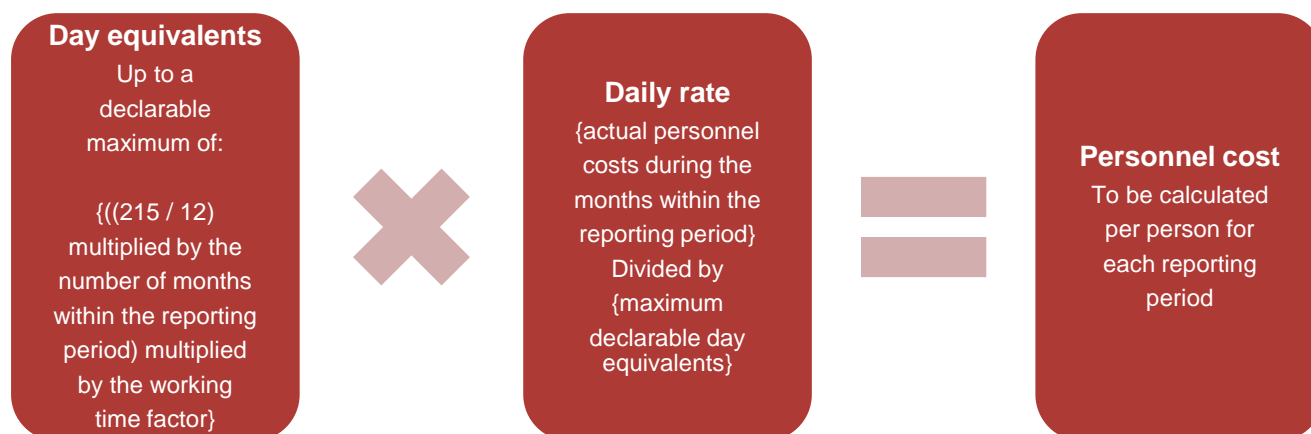 Day equivalents
Up to a
declarable
maximum of:
{((215 / 12)
multiplied by the
number of months
within the reporting
period) multiplied
by the working
time factor}
Daily rate
{actual personnel
costs during the
months within the
reporting period}
Divided by
{maximum
declarable day
equivalents}
Personnel cost
To be calculated
per person for
each reporting
period